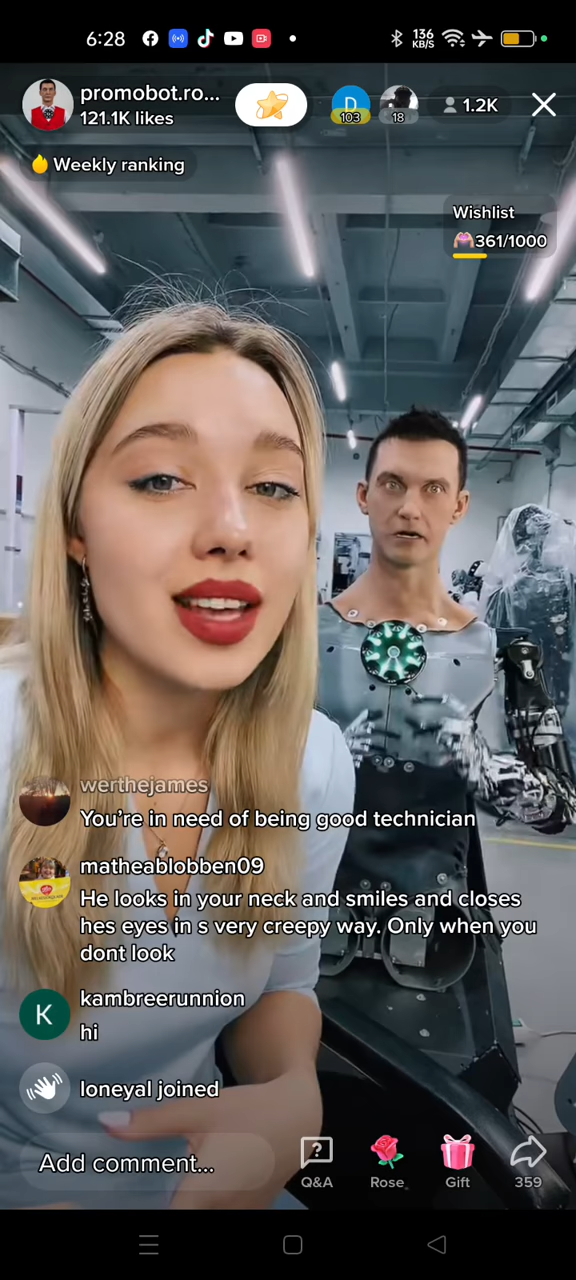 6:28
136
KB/S
promobot.ro...
121.1K likes
D
103
18
1.2K
Weekly ranking
Wishlist
361/1000
werthejames
You're in need of being good technician
matheablobben09
He looks in your neck and smiles and closes
hes eyes in s very creepy way. Only when you
dont look
K
kambreerunnion
hi
loneyal joined
Add comment...
?
Q&A
Rose
Gift
359